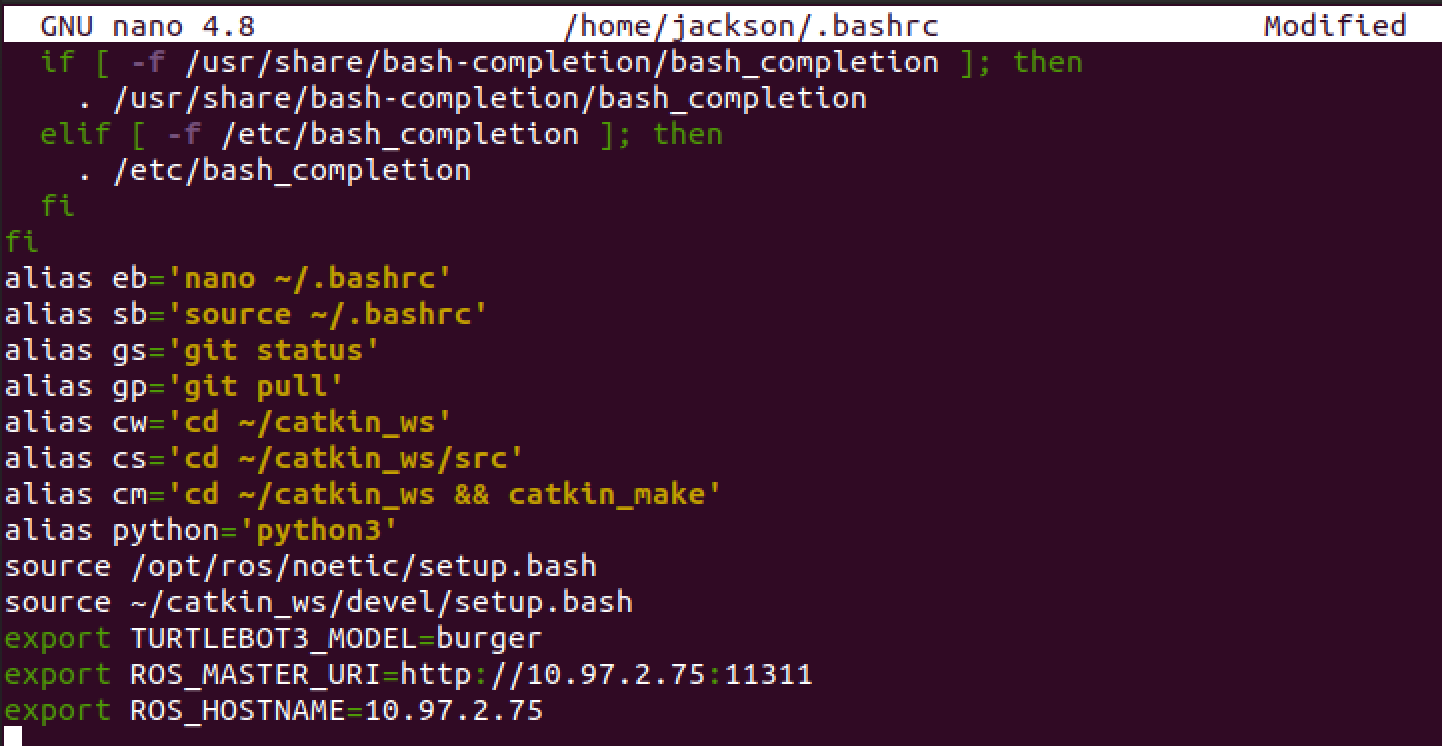 GNU nano 4.8 /home/jackson/.bashrc Modified
if [ -f /usr/share/bash-completion/bash_completion ]; then
. /usr/share/bash-completion/bash_completion
elif [ -f /etc/bash_completion ]; then
. /etc/bash_completion
fi
fi
alias eb='nano ~/.bashrc'
alias sb='source ~/.bashrc'
alias gs='git status'
alias gp='git pull'
alias cw='cd ~/catkin_ws'
alias cs='cd ~/catkin_ws/src'
alias cm='cd ~/catkin_ws && catkin_make'
alias python='python3'
source /opt/ros/noetic/setup.bash
source ~/catkin_ws/devel/setup.bash
export TURTLEBOT3_MODEL=burger
export ROS_MASTER_URI=http://10.97.2.75:11311
export ROS_HOSTNAME=10.97.2.75